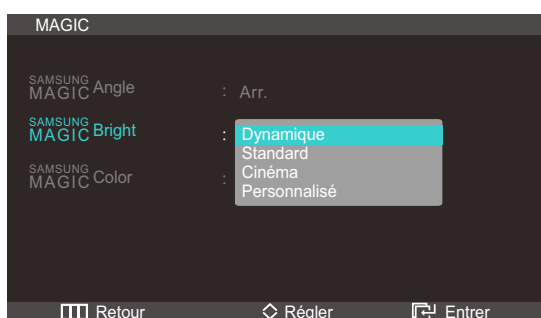 MAGIC
SAMSUNG
MAGIC Angle : Arr.
SAMSUNG
MAGIC Bright : Dynamique
Standard
Cinéma
SAMSUNG
MAGIC Color :
Personnalisé
Retour Régler Entrer